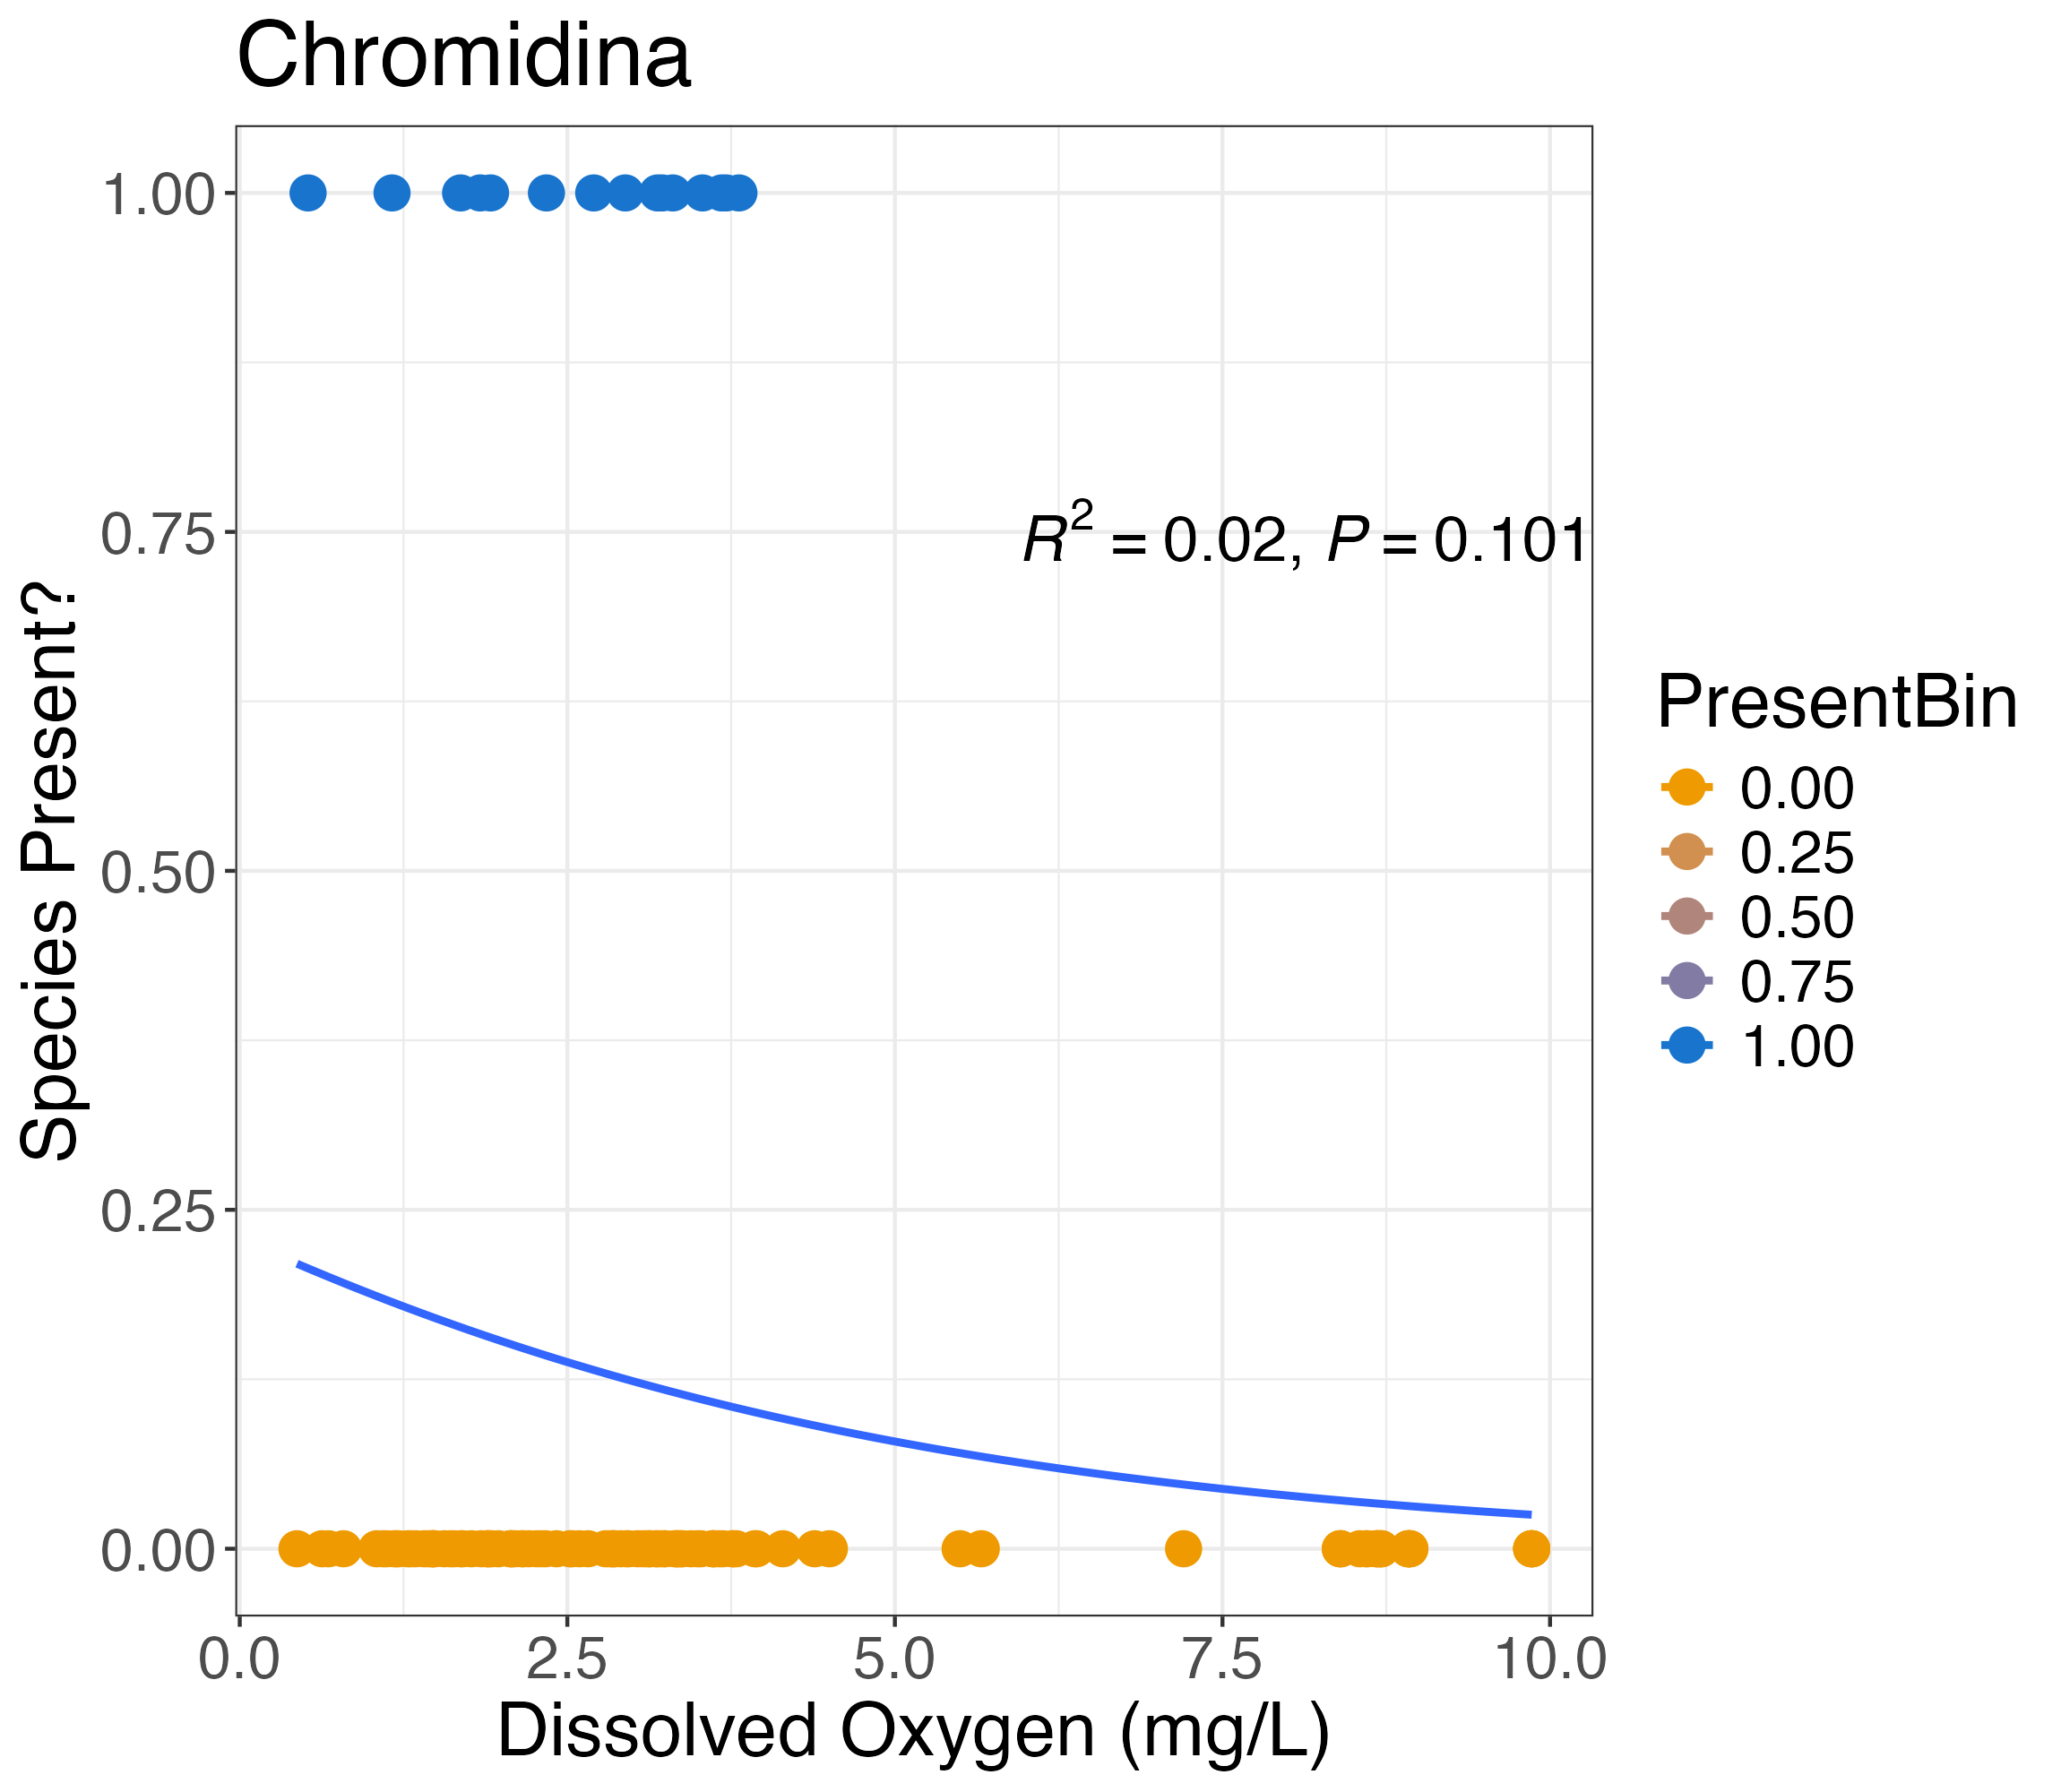 Chromidina
1.00
0.75
0.50
0.25
0.00
Species Present?
R² = 0.02, P = 0.101
0.0 2.5 5.0 7.5 10.0
Dissolved Oxygen (mg/L)
PresentBin
0.00
0.25
0.50
0.75
1.00